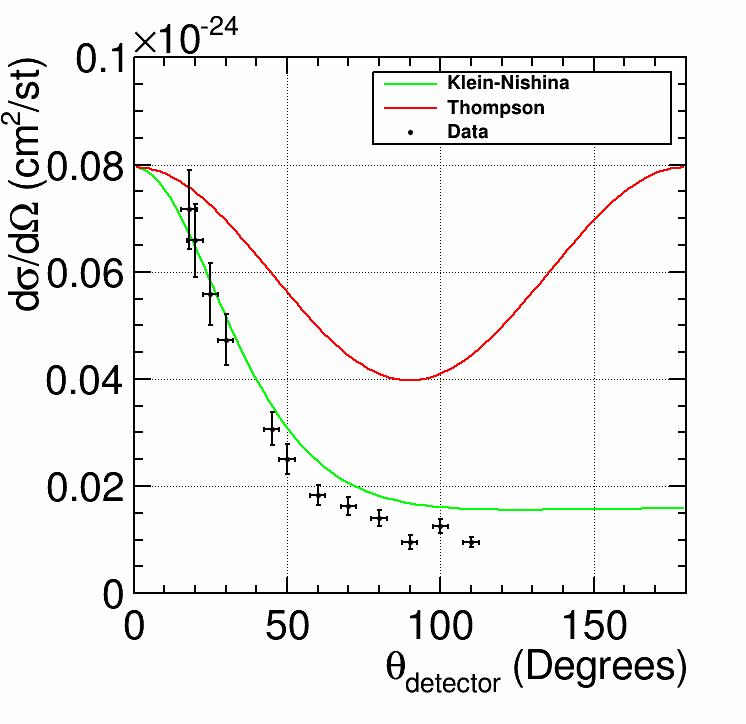 ×10⁻²⁴
dσ/dΩ (cm²/st)
0.1
0.08
0.06
0.04
0.02
0
Klein-Nishina
Thompson
Data
0 50 100 150
θdetector (Degrees)